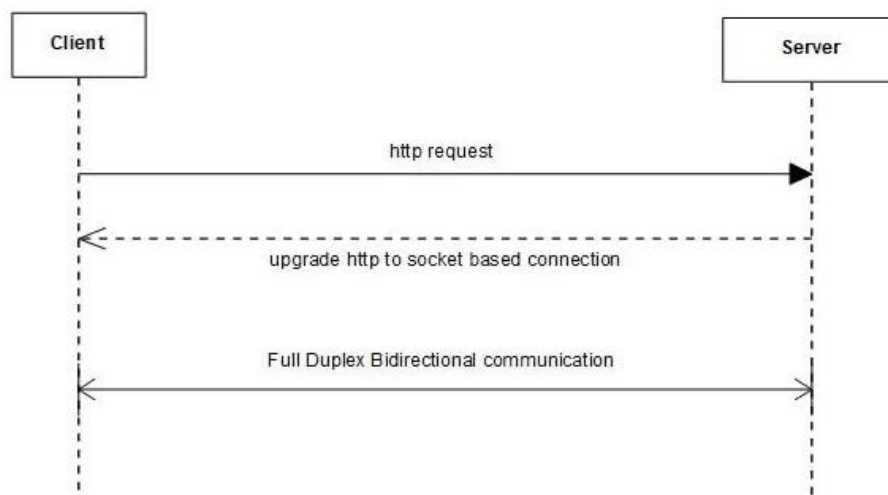 Client
Server
http request
upgrade http to socket based connection
Full Duplex Bidirectional communication